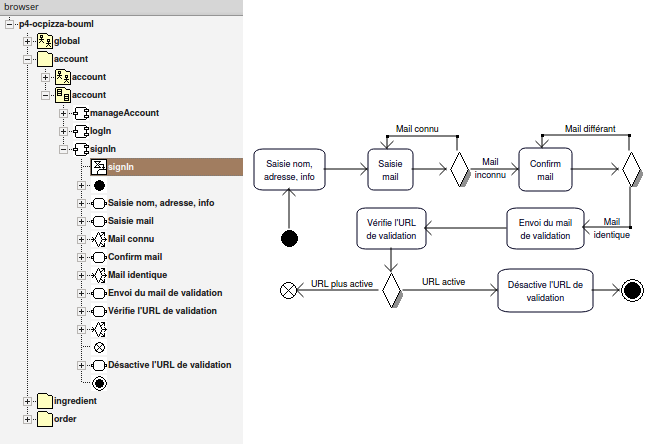 browser
p4-ocpizza-bouml
global
account
account
account
manageAccount
logIn
signIn
signIn
Saisie nom, adresse, info
Saisie mail
Mail connu
Confirm mail
Mail identique
Envoi du mail de validation
Vérifie l'URL de validation
Désactive l'URL de validation
ingredient
order
Mail connu
Mail différant
Saisie nom,
adresse, info
Saisie
mail
Mail
inconnu
Confirm
mail
Vérifie l'URL
de validation
Envoi du mail
de validation
Mail
identique
URL plus active
URL active
Désactive l'URL de
validation